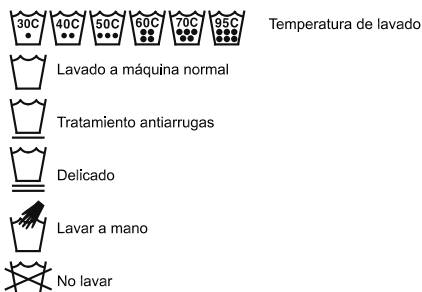 30C 40C 50C 60C 70C 95C Temperatura de lavado
Lavado a máquina normal
Tratamiento antiarrugas
Delicado
Lavar a mano
No lavar